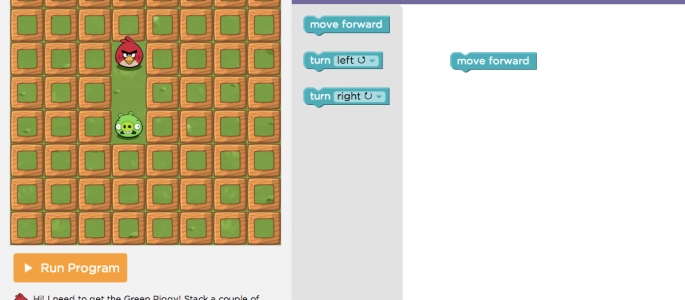 move forward
turn left
turn right
move forward
Run Program
Hi! I need to get the Green Piggy! Stack a couple of